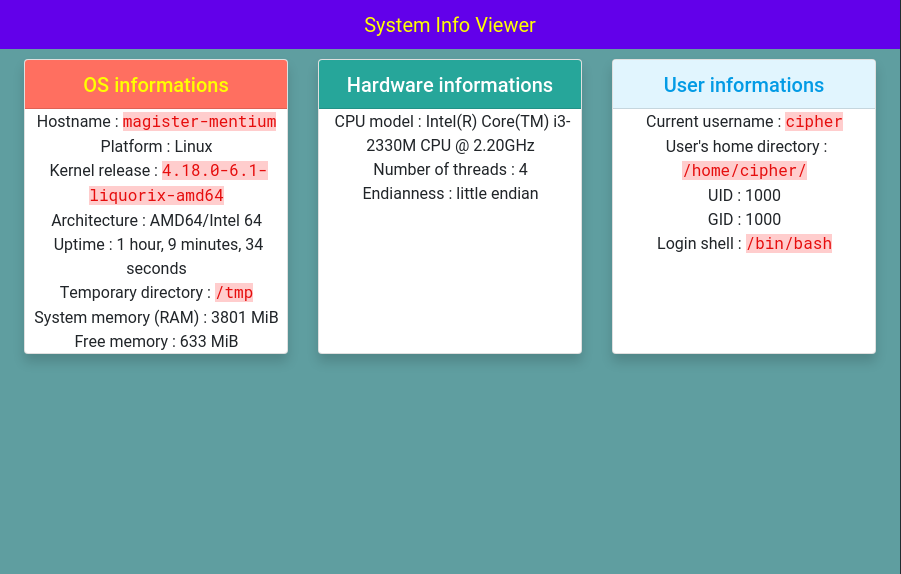 System Info Viewer
OS informations
Hostname : magister-mentium
Platform : Linux
Kernel release : 4.18.0-6.1-
liquorix-amd64
Architecture : AMD64/Intel 64
Uptime : 1 hour, 9 minutes, 34
seconds
Temporary directory : /tmp
System memory (RAM) : 3801 MiB
Free memory : 633 MiB
Hardware informations
CPU model : Intel(R) Core(TM) i3-
2330M CPU @ 2.20GHz
Number of threads : 4
Endianness : little endian
User informations
Current username : cipher
User's home directory :
/home/cipher/
UID : 1000
GID : 1000
Login shell : /bin/bash